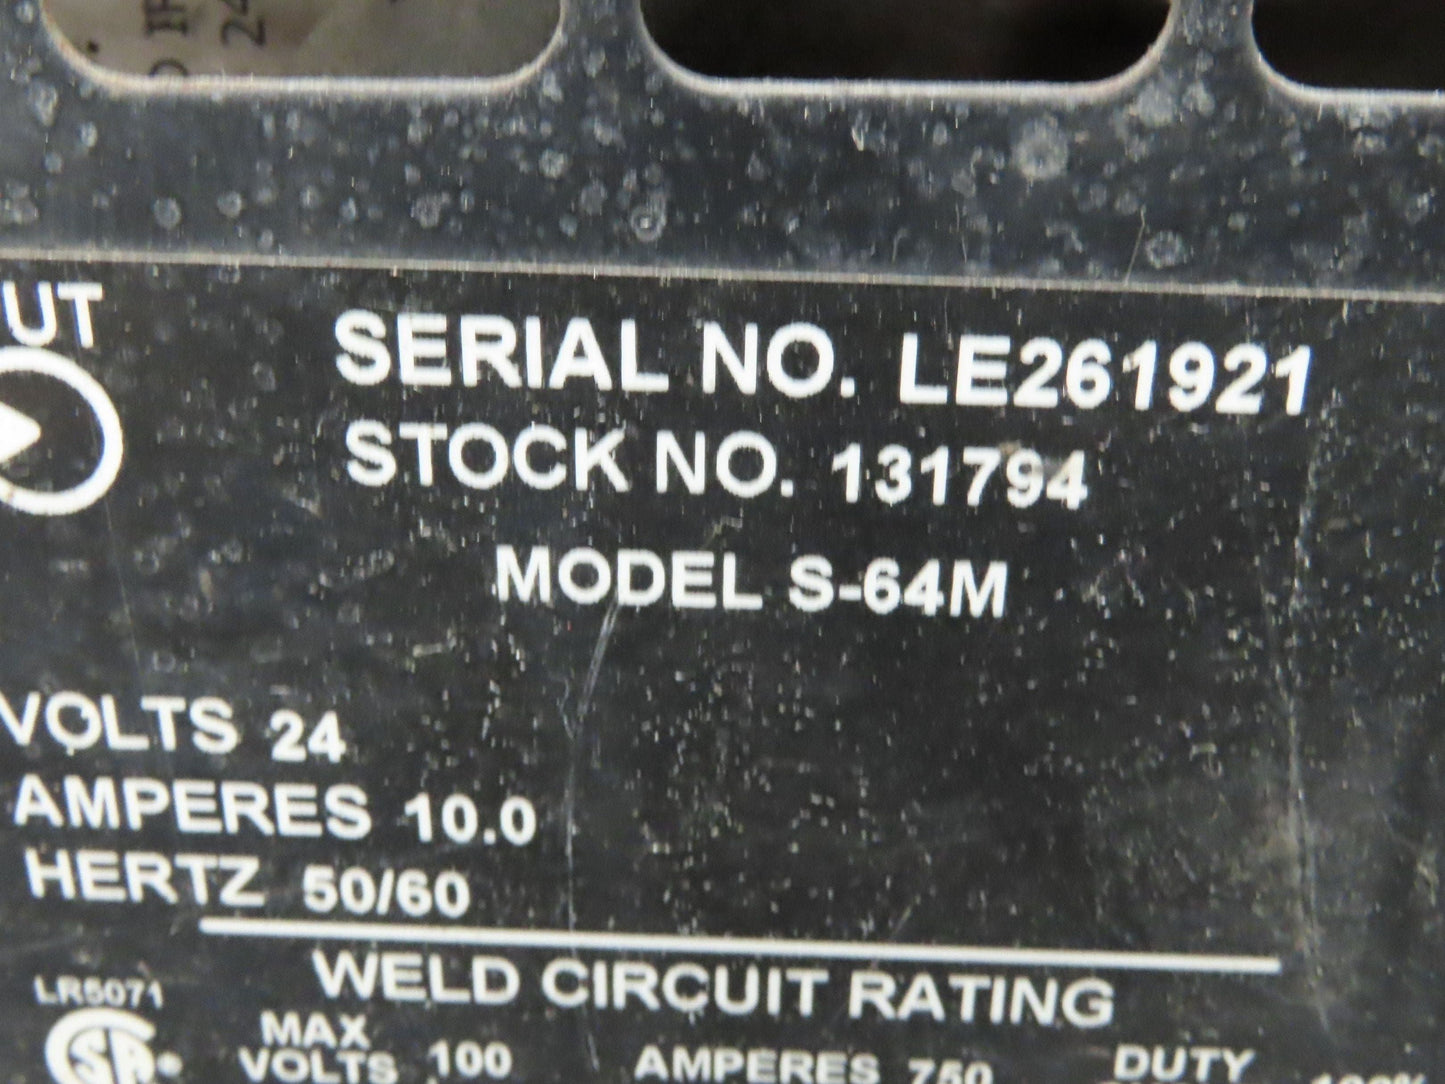 24
UT
SERIAL NO. LE261921
STOCK NO. 131794
MODEL S-64M
VOLTS 24
AMPERES 10.0
HERTZ 50/60
WELD CIRCUIT RATING
LR5071
MAX
VOLTS 100 AMPERES 750 DUTY